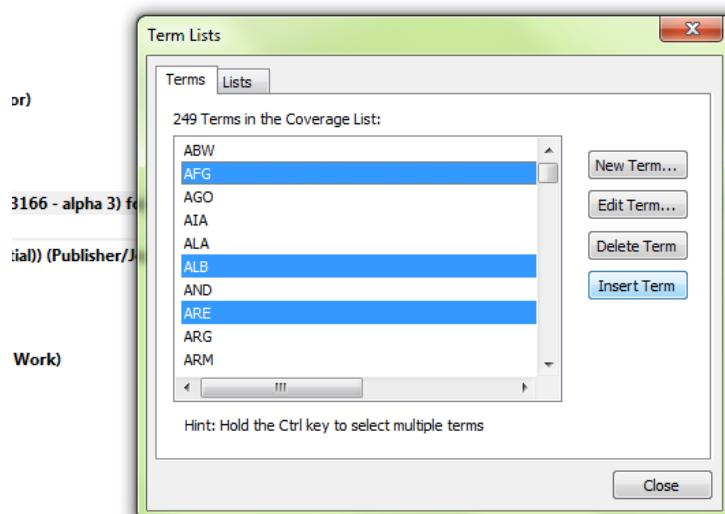 Term Lists
or)
Terms Lists
249 Terms in the Coverage List:
ABW
AFG
AGO
AIA
ALA
ALB
AND
ARE
ARG
ARM
New Term...
Edit Term...
Delete Term
Insert Term
3166 - alpha 3)
tial)) (Publisher/
Work)
Hint: Hold the Ctrl key to select multiple terms
Close